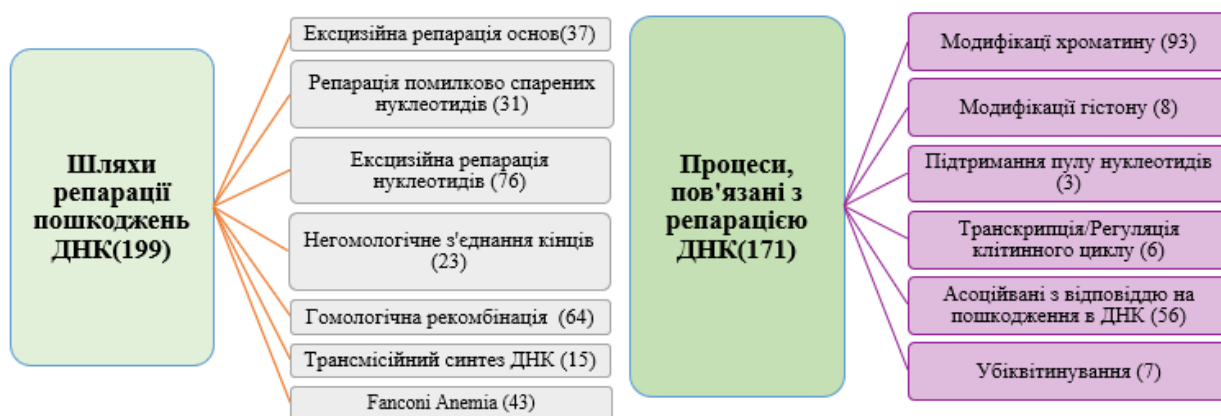 Шляхи
репарації
пошкоджень
ДНК(199)
Ексцизійна репарація основ(37)
Репарація помилково спарених
нуклеотидів (31)
Ексцизійна репарація
нуклеотидів (76)
Негомологічне з'єднання кінців
(23)
Гомологічна рекомбінація (64)
Трансмісійний синтез ДНК (15)
Fanconi Anemia (43)
Процеси,
пов'язані з
репарацією
ДНК(171)
Модифікації хроматину (93)
Модифікації гістону (8)
Підтримання пулу нуклеотидів
(3)
Транскрипція/Регуляція
клітинного циклу (6)
Асоційвані з відповіддю на
пошкодження в ДНК (56)
Убіквітинування (7)